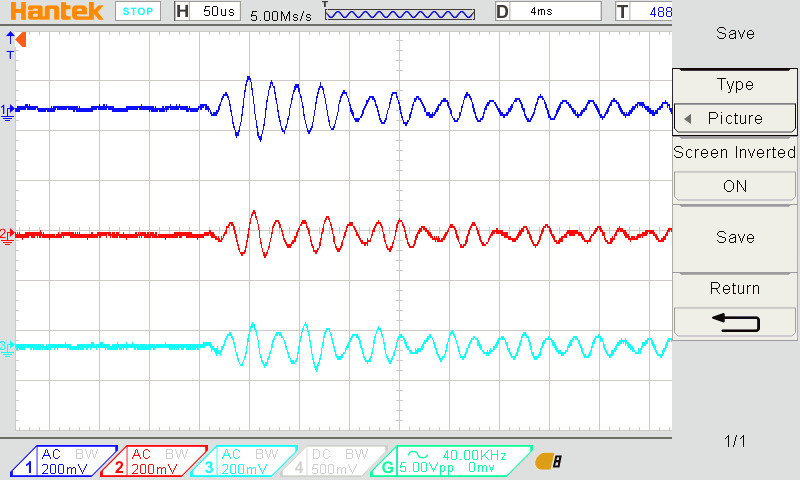 Hantek STOP H 50us 5.00Ms/s T D 4ms T 488
Save
T
Type
Picture
1
Screen Inverted
ON
2
Save
Return
3
1/1
1 AC BW 200mV
2 AC BW 200mV
3 AC BW 200mV
4 DC BW 500mV
G 40.00KHz 5.00Vpp 0mv